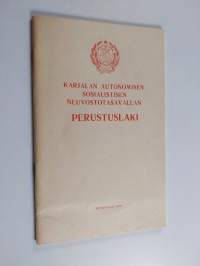 KARJALAN AUTONOMISEN
SOSIALISTISEN
NEUVOSTOTASAVALLAN
PERUSTUSLAKI